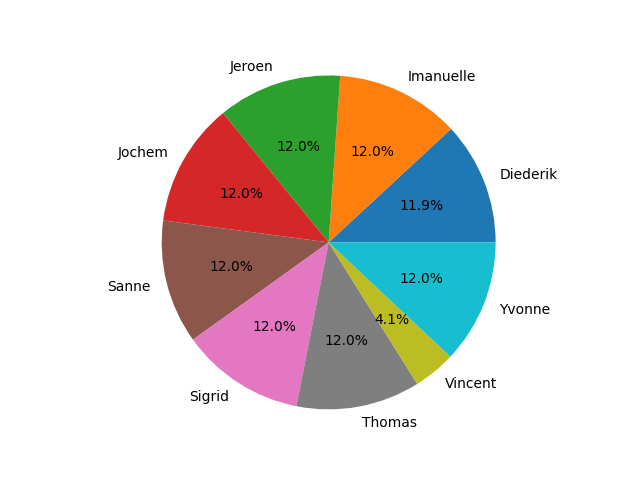 Jeroen
Imanuelle
Jochem
12.0%
12.0%
Diederik
12.0%
11.9%
Sanne
12.0%
12.0%
Yvonne
12.0%
12.0%
4.1%
Sigrid
Vincent
Thomas